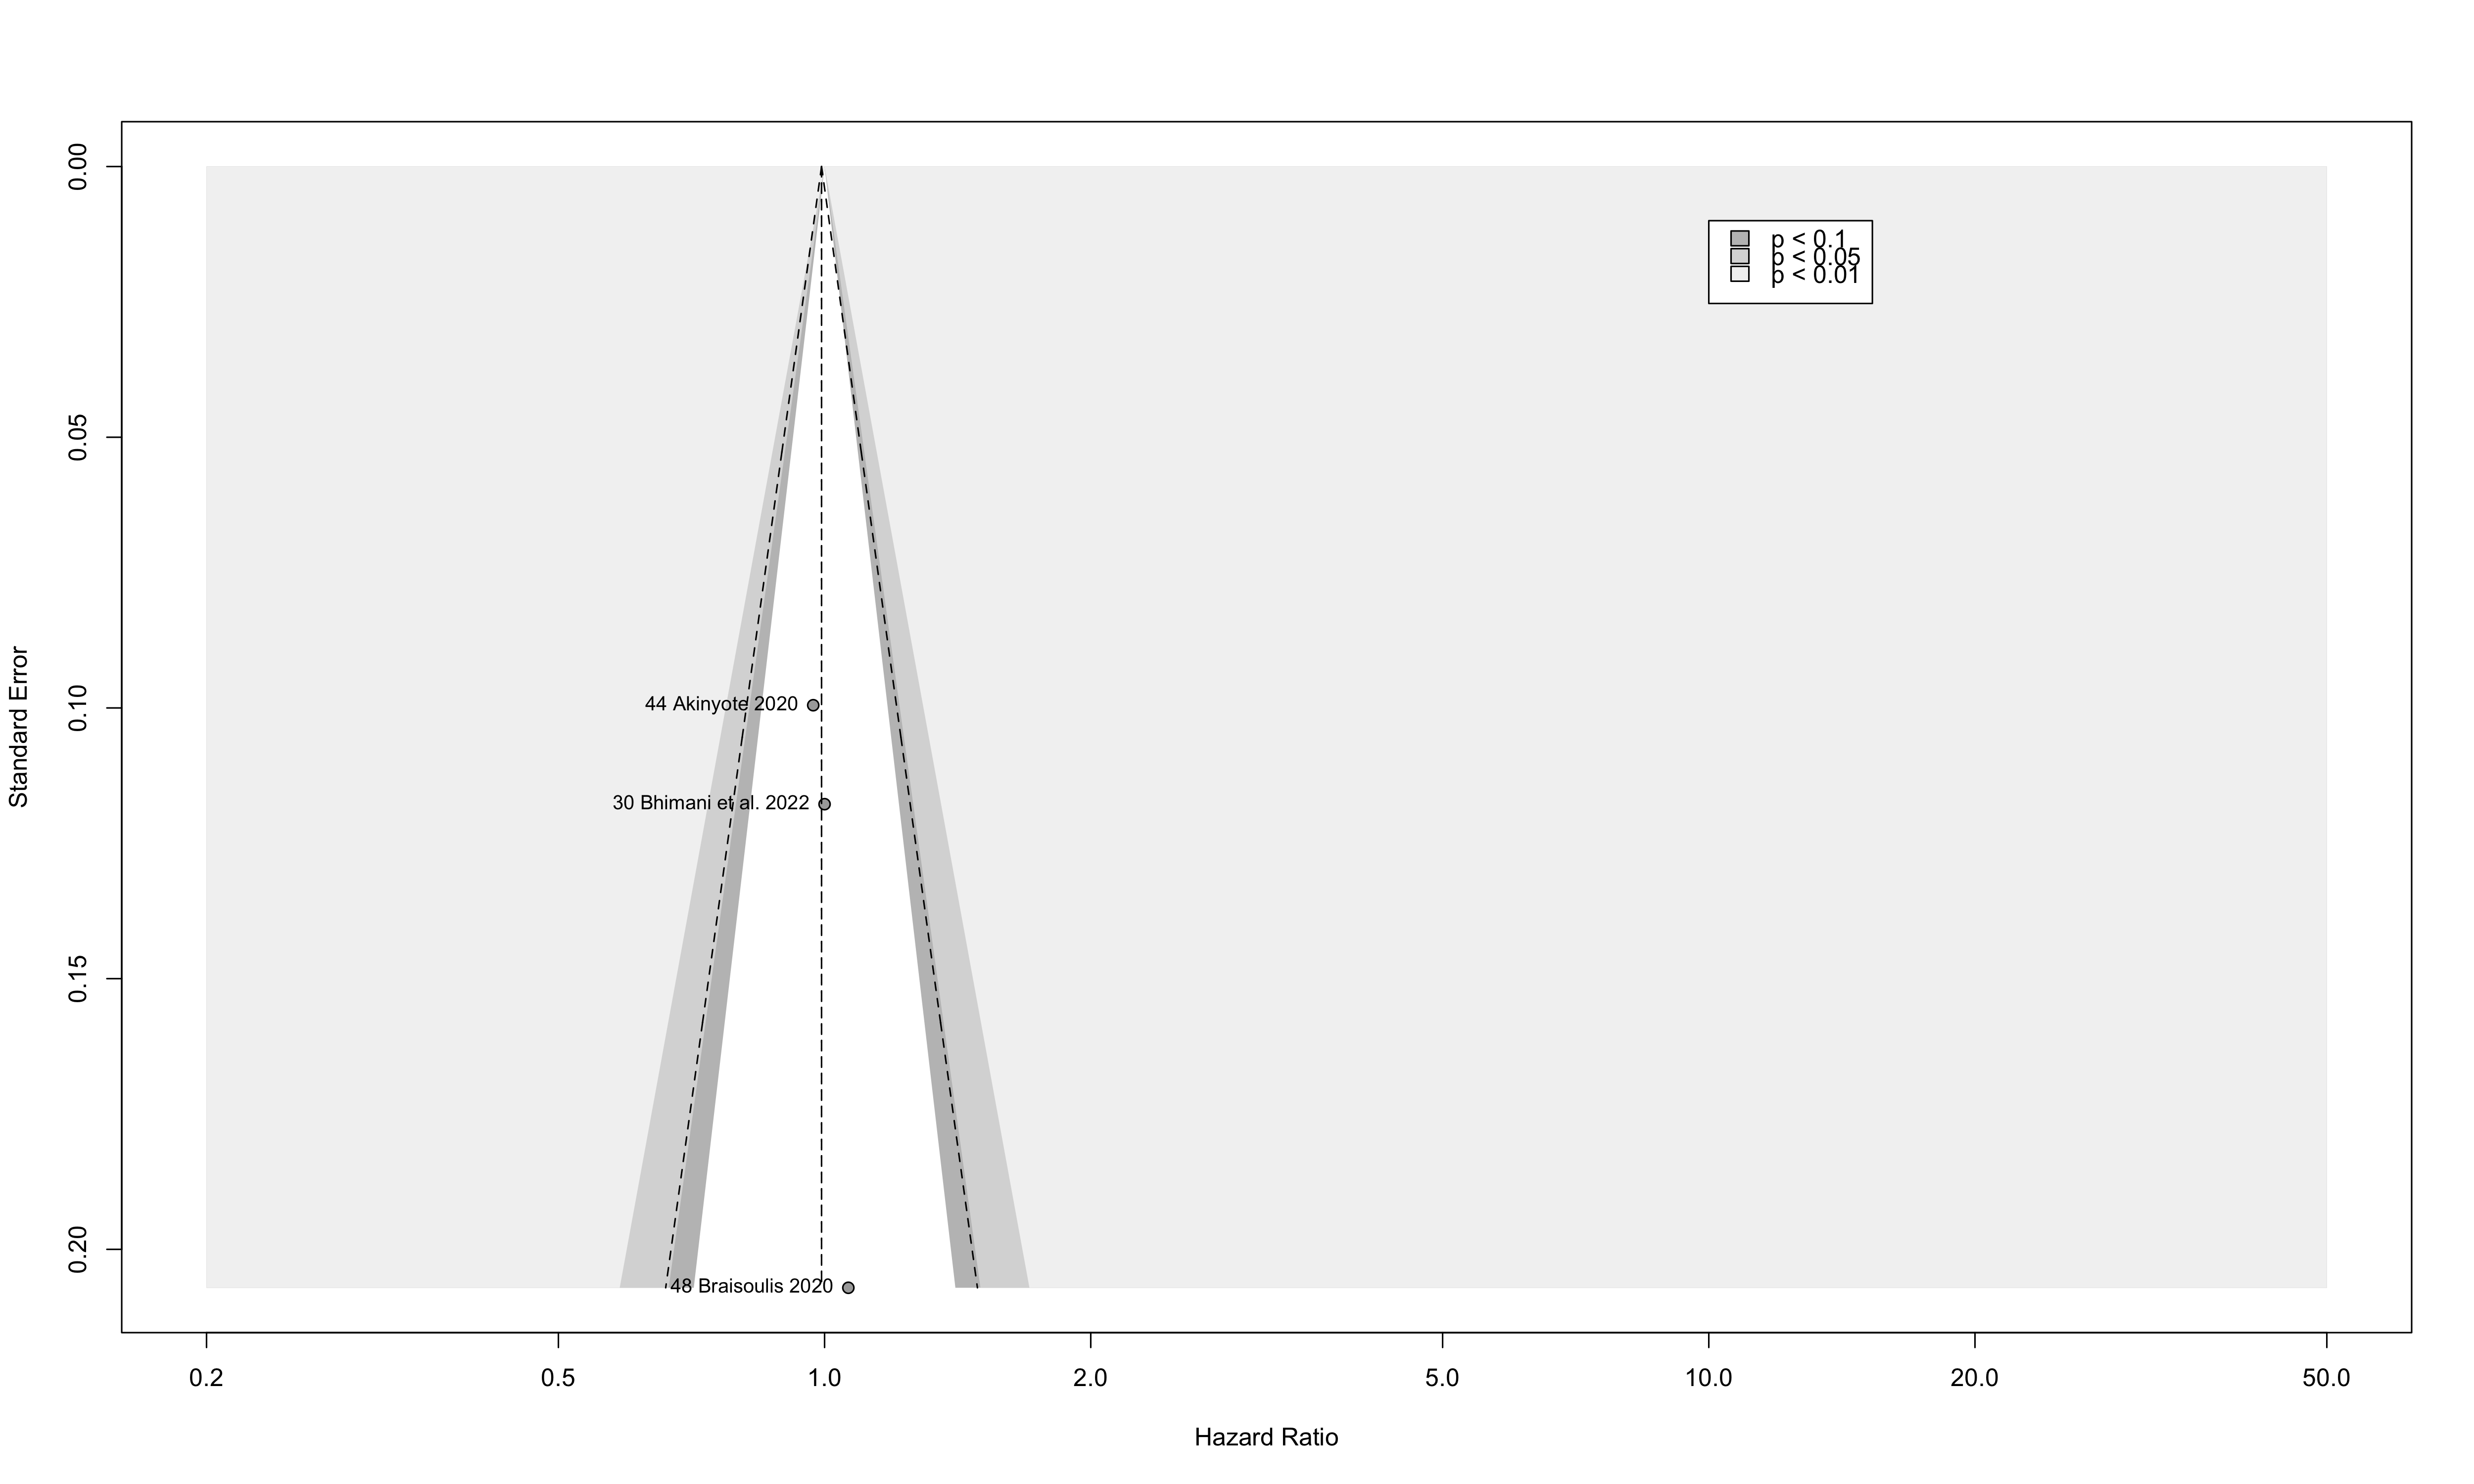 0.00
0.05
0.10
0.15
0.20
Standard Error
p < 0.1
p < 0.05
p < 0.01
44 Akinyote 2020
30 Bhimani et al. 2022
48 Braisoulis 2020
0.2 0.5 1.0 2.0 5.0 10.0 20.0 50.0
Hazard Ratio